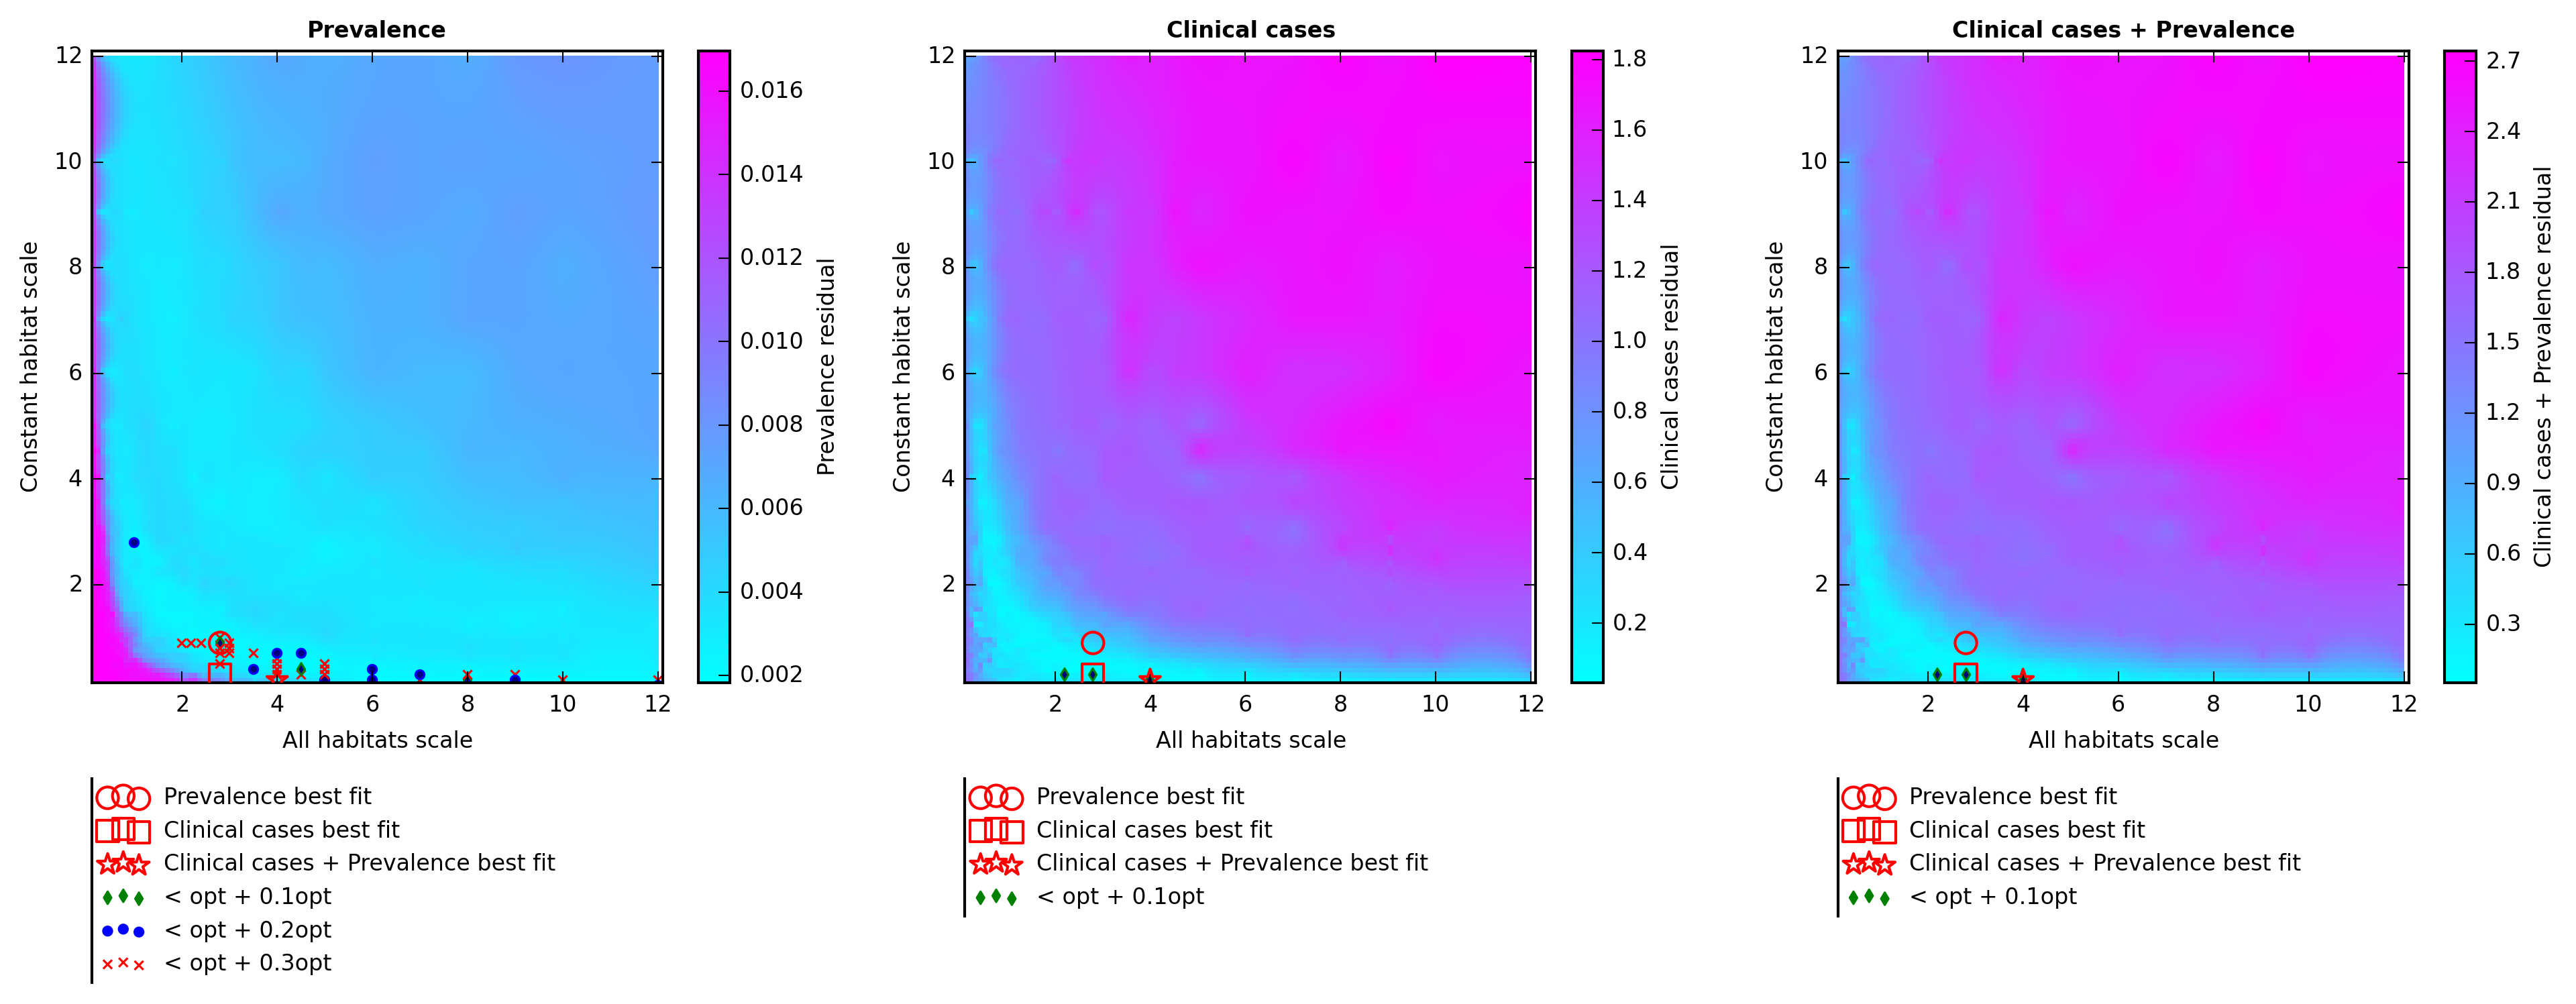 Prevalence
12
10
8
6
4
2
Constant habitat scale
2 4 6 8 10 12
All habitats scale
0.016
0.014
0.012
0.010
0.008
0.006
0.004
0.002
Prevalence residual
Prevalence best fit
Clinical cases best fit
Clinical cases + Prevalence best fit
< opt + 0.1opt
< opt + 0.2opt
< opt + 0.3opt
Clinical cases
12
10
8
6
4
2
Constant habitat scale
2 4 6 8 10 12
All habitats scale
1.8
1.6
1.4
1.2
1.0
0.8
0.6
0.4
0.2
Clinical cases residual
Prevalence best fit
Clinical cases best fit
Clinical cases + Prevalence best fit
< opt + 0.1opt
Clinical cases + Prevalence
12
10
8
6
4
2
Constant habitat scale
2 4 6 8 10 12
All habitats scale
2.7
2.4
2.1
1.8
1.5
1.2
0.9
0.6
0.3
Clinical cases + Prevalence residual
Prevalence best fit
Clinical cases best fit
Clinical cases + Prevalence best fit
< opt + 0.1opt